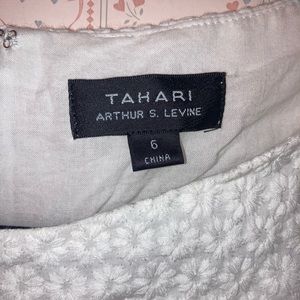 TAHARI
ARTHUR S. LEVINE
6
CHINA